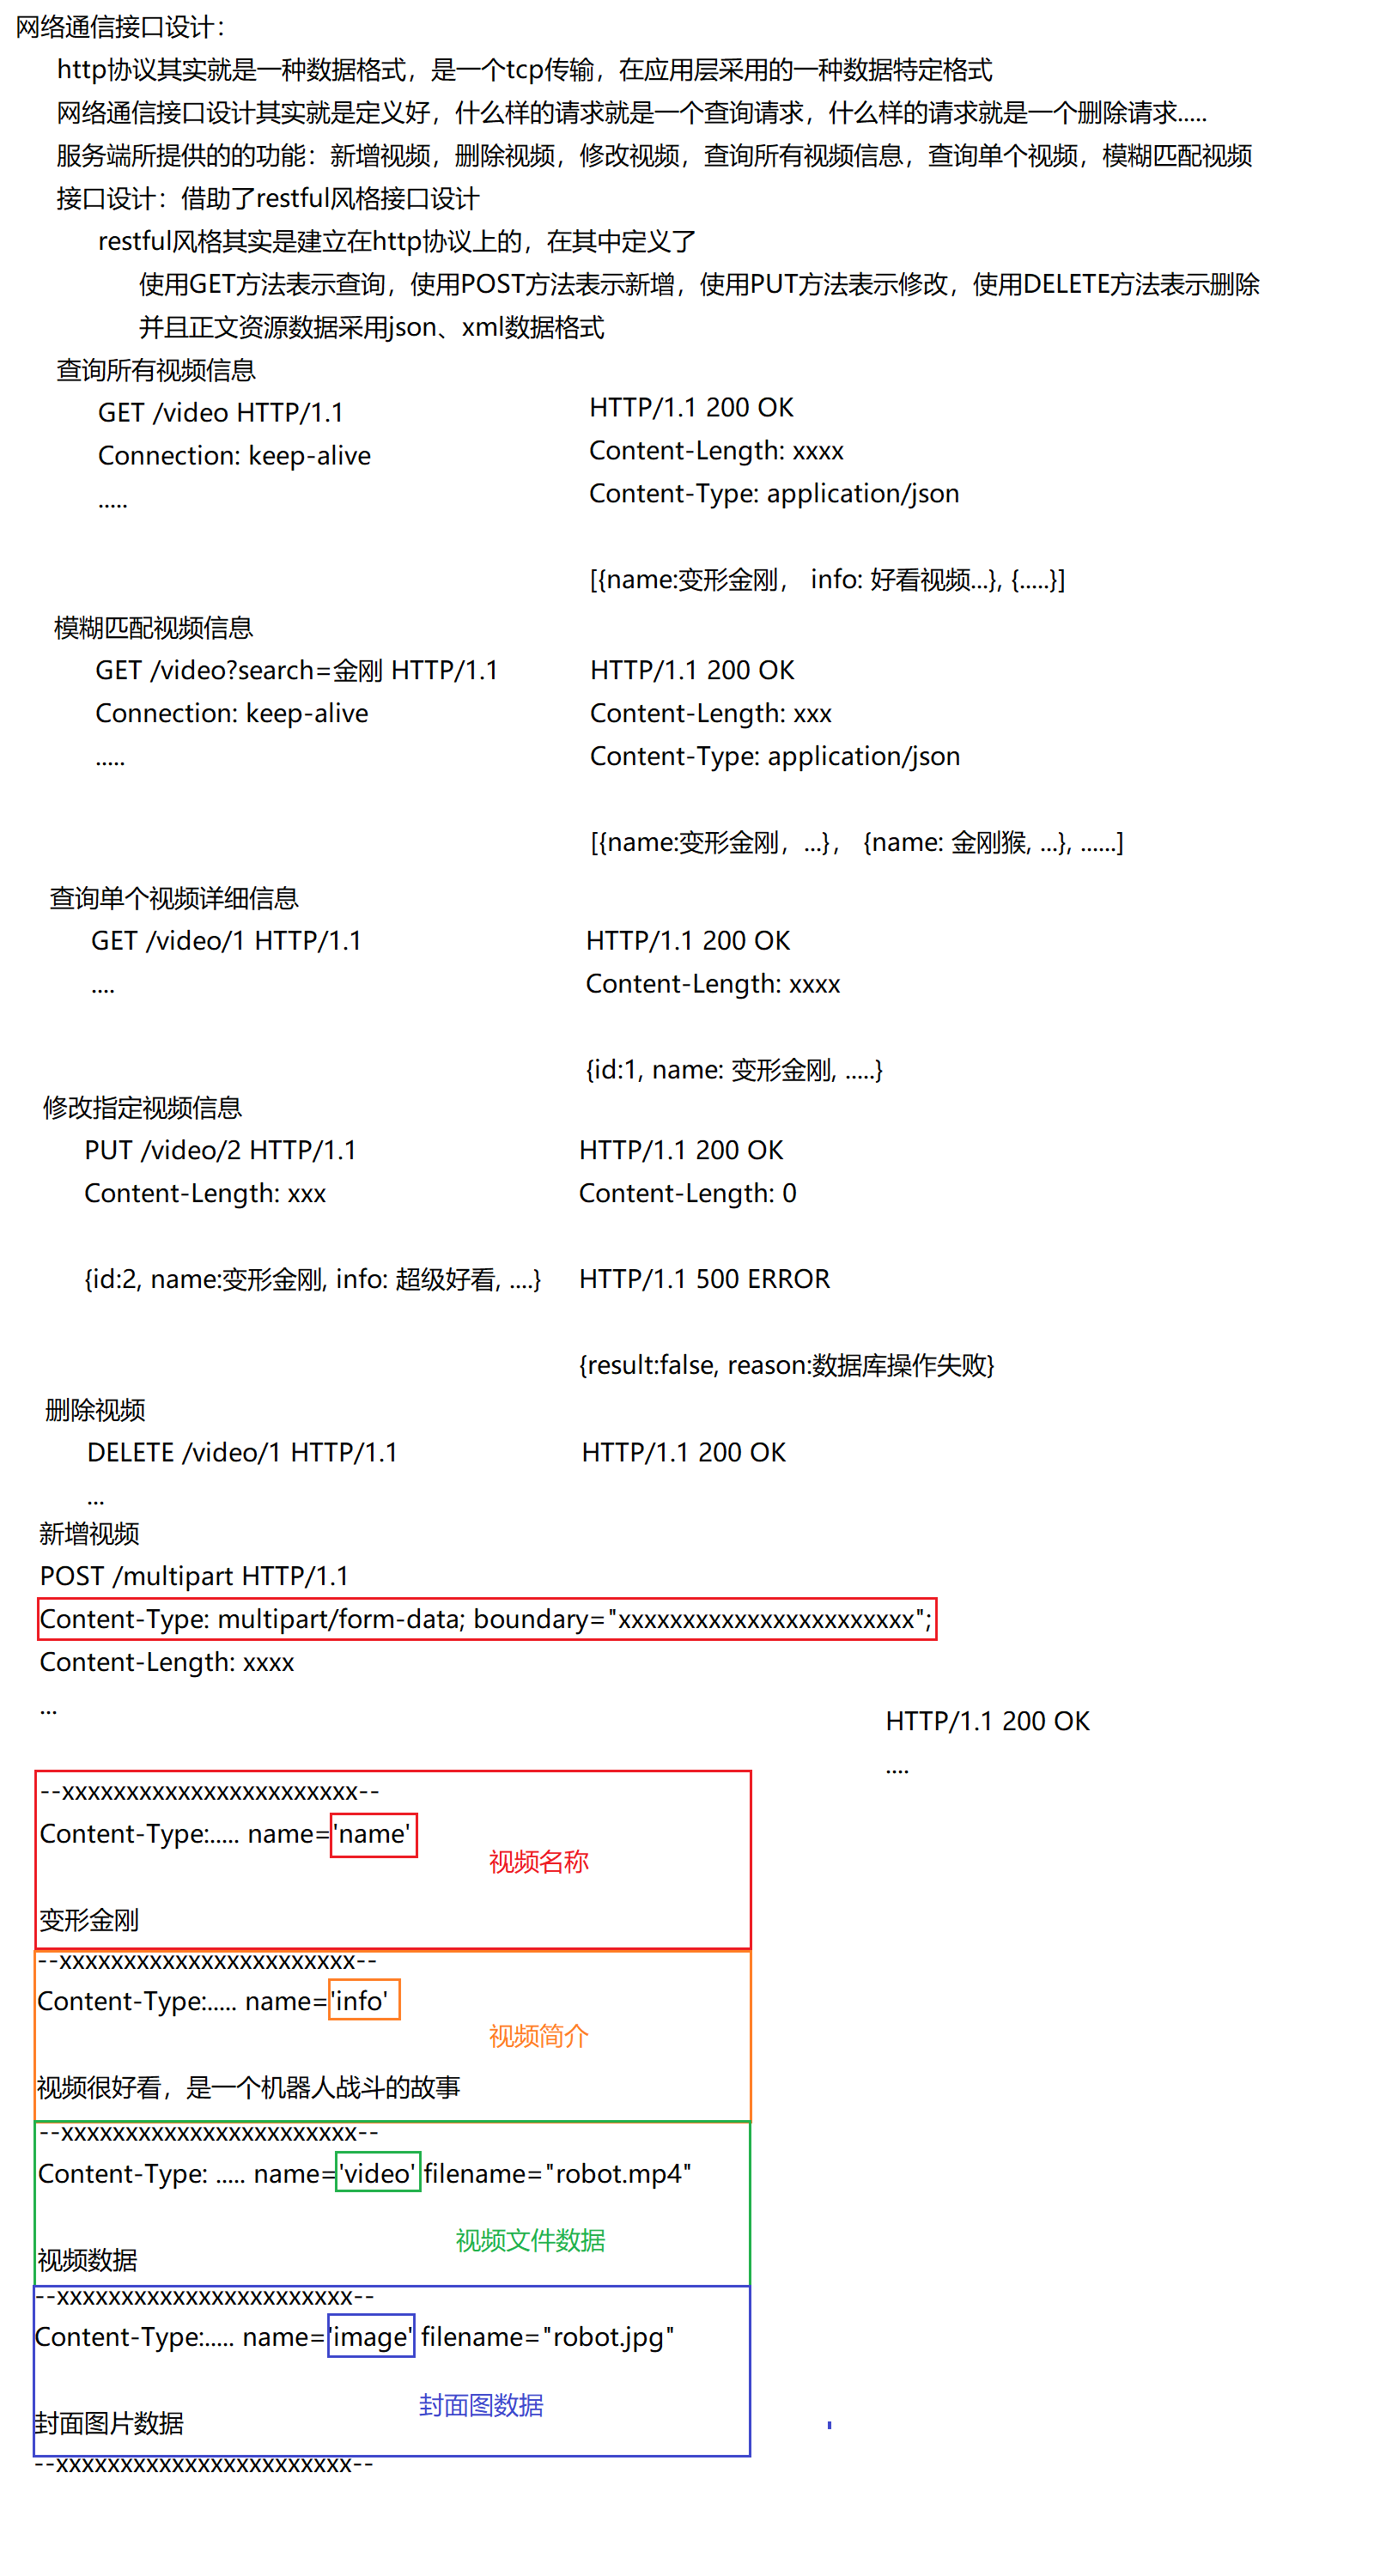 网络通信接口设计：
http协议其实就是一种数据格式，是一个tcp传输，在应用层采用的一种数据特定格式
网络通信接口设计其实就是定义好，什么样的请求就是一个查询请求，什么样的请求就是一个删除请求.....
服务端所提供的的功能：新增视频，删除视频，修改视频，查询所有视频信息，查询单个视频，模糊匹配视频
接口设计：借助了restful风格接口设计
restful风格其实是建立在http协议上的，在其中定义了
使用GET方法表示查询，使用POST方法表示新增，使用PUT方法表示修改，使用DELETE方法表示删除
并且正文资源数据采用json、xml数据格式
查询所有视频信息
GET /video HTTP/1.1
Connection: keep-alive
.....
HTTP/1.1 200 OK
Content-Length: xxxx
Content-Type: application/json
[{name:变形金刚， info: 好看视频...}, {.....}]
模糊匹配视频信息
GET /video?search=金刚 HTTP/1.1
Connection: keep-alive
.....
HTTP/1.1 200 OK
Content-Length: xxx
Content-Type: application/json
[{name:变形金刚，...}， {name: 金刚猴, ...}, ......]
查询单个视频详细信息
GET /video/1 HTTP/1.1
....
HTTP/1.1 200 OK
Content-Length: xxxx
{id:1, name: 变形金刚, .....}
修改指定视频信息
PUT /video/2 HTTP/1.1
Content-Length: xxx
{id:2, name:变形金刚, info: 超级好看, ....}
HTTP/1.1 200 OK
Content-Length: 0
HTTP/1.1 500 ERROR
{result:false, reason:数据库操作失败}
删除视频
DELETE /video/1 HTTP/1.1
...
HTTP/1.1 200 OK
新增视频
POST /multipart HTTP/1.1
Content-Type: multipart/form-data; boundary="xxxxxxxxxxxxxxxxxxxxxxx";
Content-Length: xxxx
...
HTTP/1.1 200 OK
....
--xxxxxxxxxxxxxxxxxxxxxxx--
Content-Type:..... name='name'
视频名称
变形金刚
--xxxxxxxxxxxxxxxxxxxxxxx--
Content-Type:..... name='info'
视频简介
视频很好看，是一个机器人战斗的故事
--xxxxxxxxxxxxxxxxxxxxxxx--
Content-Type: ..... name='video' filename="robot.mp4"
视频文件数据
视频数据
--xxxxxxxxxxxxxxxxxxxxxxx--
Content-Type:..... name='image' filename="robot.jpg"
封面图数据
封面图片数据
--xxxxxxxxxxxxxxxxxxxxxxx--